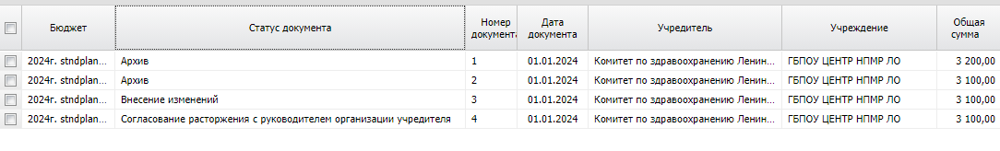 Бюджет Статус документа Номер документа Дата документа Учредитель Учреждение Общая сумма
2024г. stndplan... Архив 1 01.01.2024 Комитет по здравоохранению Ленин... ГБПОУ ЦЕНТР НПМР ЛО 3 200,00
2024г. stndplan... Архив 2 01.01.2024 Комитет по здравоохранению Ленин... ГБПОУ ЦЕНТР НПМР ЛО 3 100,00
2024г. stndplan... Внесение изменений 3 01.01.2024 Комитет по здравоохранению Ленин... ГБПОУ ЦЕНТР НПМР ЛО 3 100,00
2024г. stndplan... Согласование расторжения с руководителем организации учредителя 4 01.01.2024 Комитет по здравоохранению Ленин... ГБПОУ ЦЕНТР НПМР ЛО 3 100,00